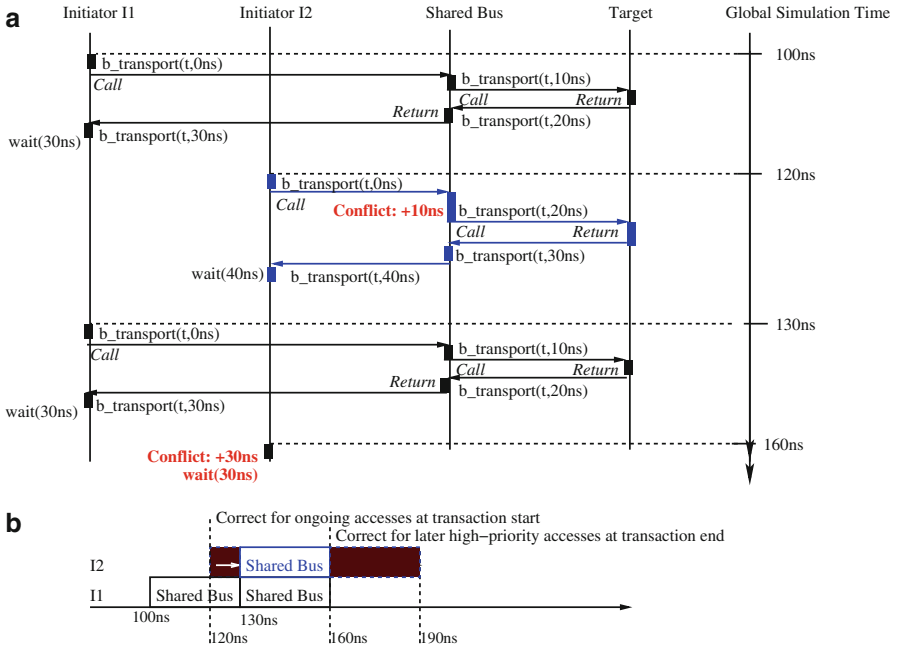 a
Initiator I1 Initiator I2 Shared Bus Target Global Simulation Time
100ns
b_transport(t,0ns)
Call
b_transport(t,10ns)
Call Return
Return b_transport(t,20ns)
wait(30ns) b_transport(t,30ns)
120ns
b_transport(t,0ns)
Call
Conflict: +10ns b_transport(t,20ns)
Call Return
b_transport(t,30ns)
wait(40ns) b_transport(t,40ns)
130ns
b_transport(t,0ns)
Call
b_transport(t,10ns)
Call Return
Return b_transport(t,20ns)
wait(30ns) b_transport(t,30ns)
160ns
Conflict: +30ns
wait(30ns)
b
Correct for ongoing accesses at transaction start
Correct for later high−priority accesses at transaction end
I2 Shared Bus
I1 Shared Bus Shared Bus
100ns 130ns
120ns 160ns 190ns